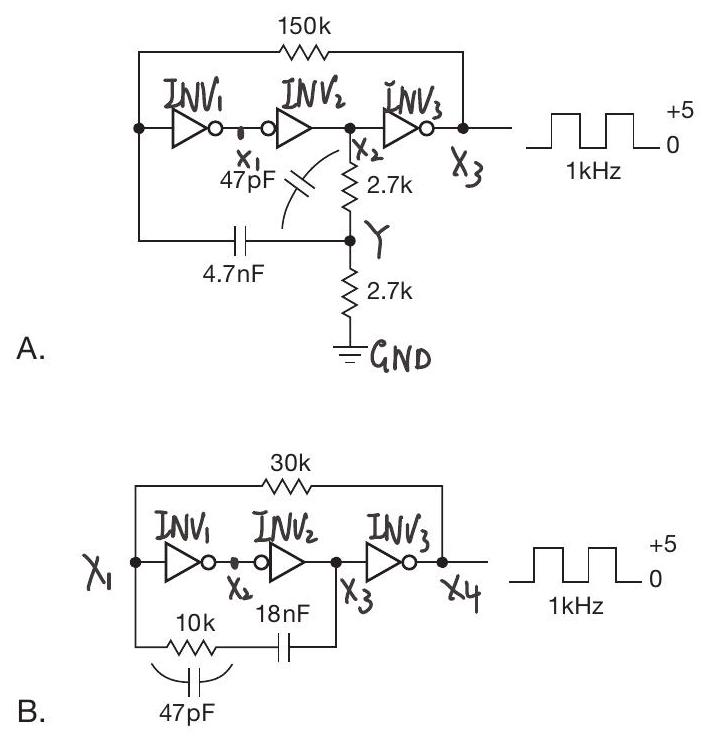 150k
INV₁ INV₂ INV₃
+5
0
X₁ X₂ X₃
1kHz
47pF
2.7k
Y
4.7nF
2.7k
A.
GND
30k
INV₁ INV₂ INV₃
+5
0
X₁ X₂ X₃ X4
1kHz
10k 18nF
47pF
B.